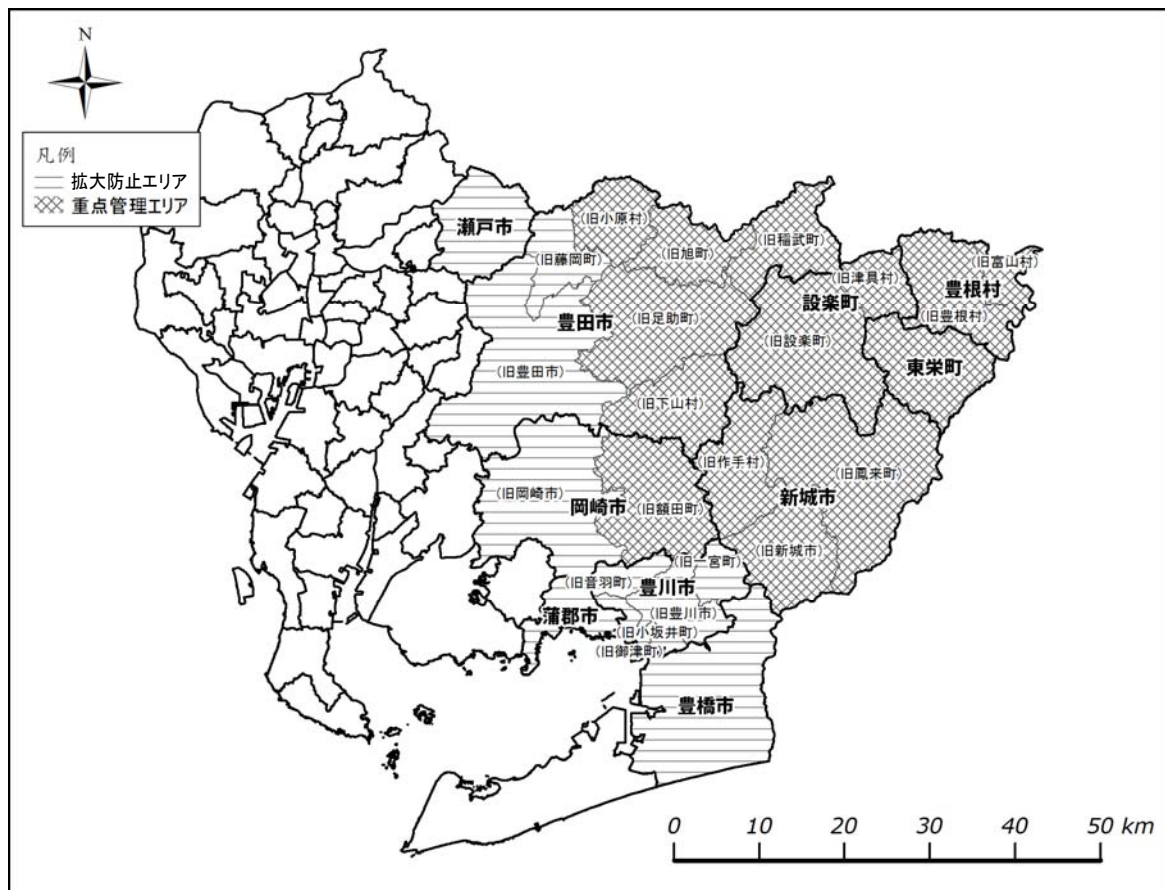 N
凡例
拡大防止エリア
重点管理エリア
瀬戸市
(旧小原村)
(旧藤岡町)
(旧旭町)
(旧稲武町)
(旧津具村)
(旧富山村)
豊根村
(旧豊根村)
設楽町
(旧設楽町)
東栄町
豊田市
(旧足助町)
(旧豊田市)
(旧下山村)
(旧作手村)
(旧鳳来町)
新城市
(旧新城市)
(旧岡崎市)
岡崎市
(旧額田町)
(旧一宮町)
(旧音羽町)
豊川市
(旧豊川市)
蒲郡市
(旧小坂井町)
(旧御津町)
豊橋市
0 10 20 30 40 50 km